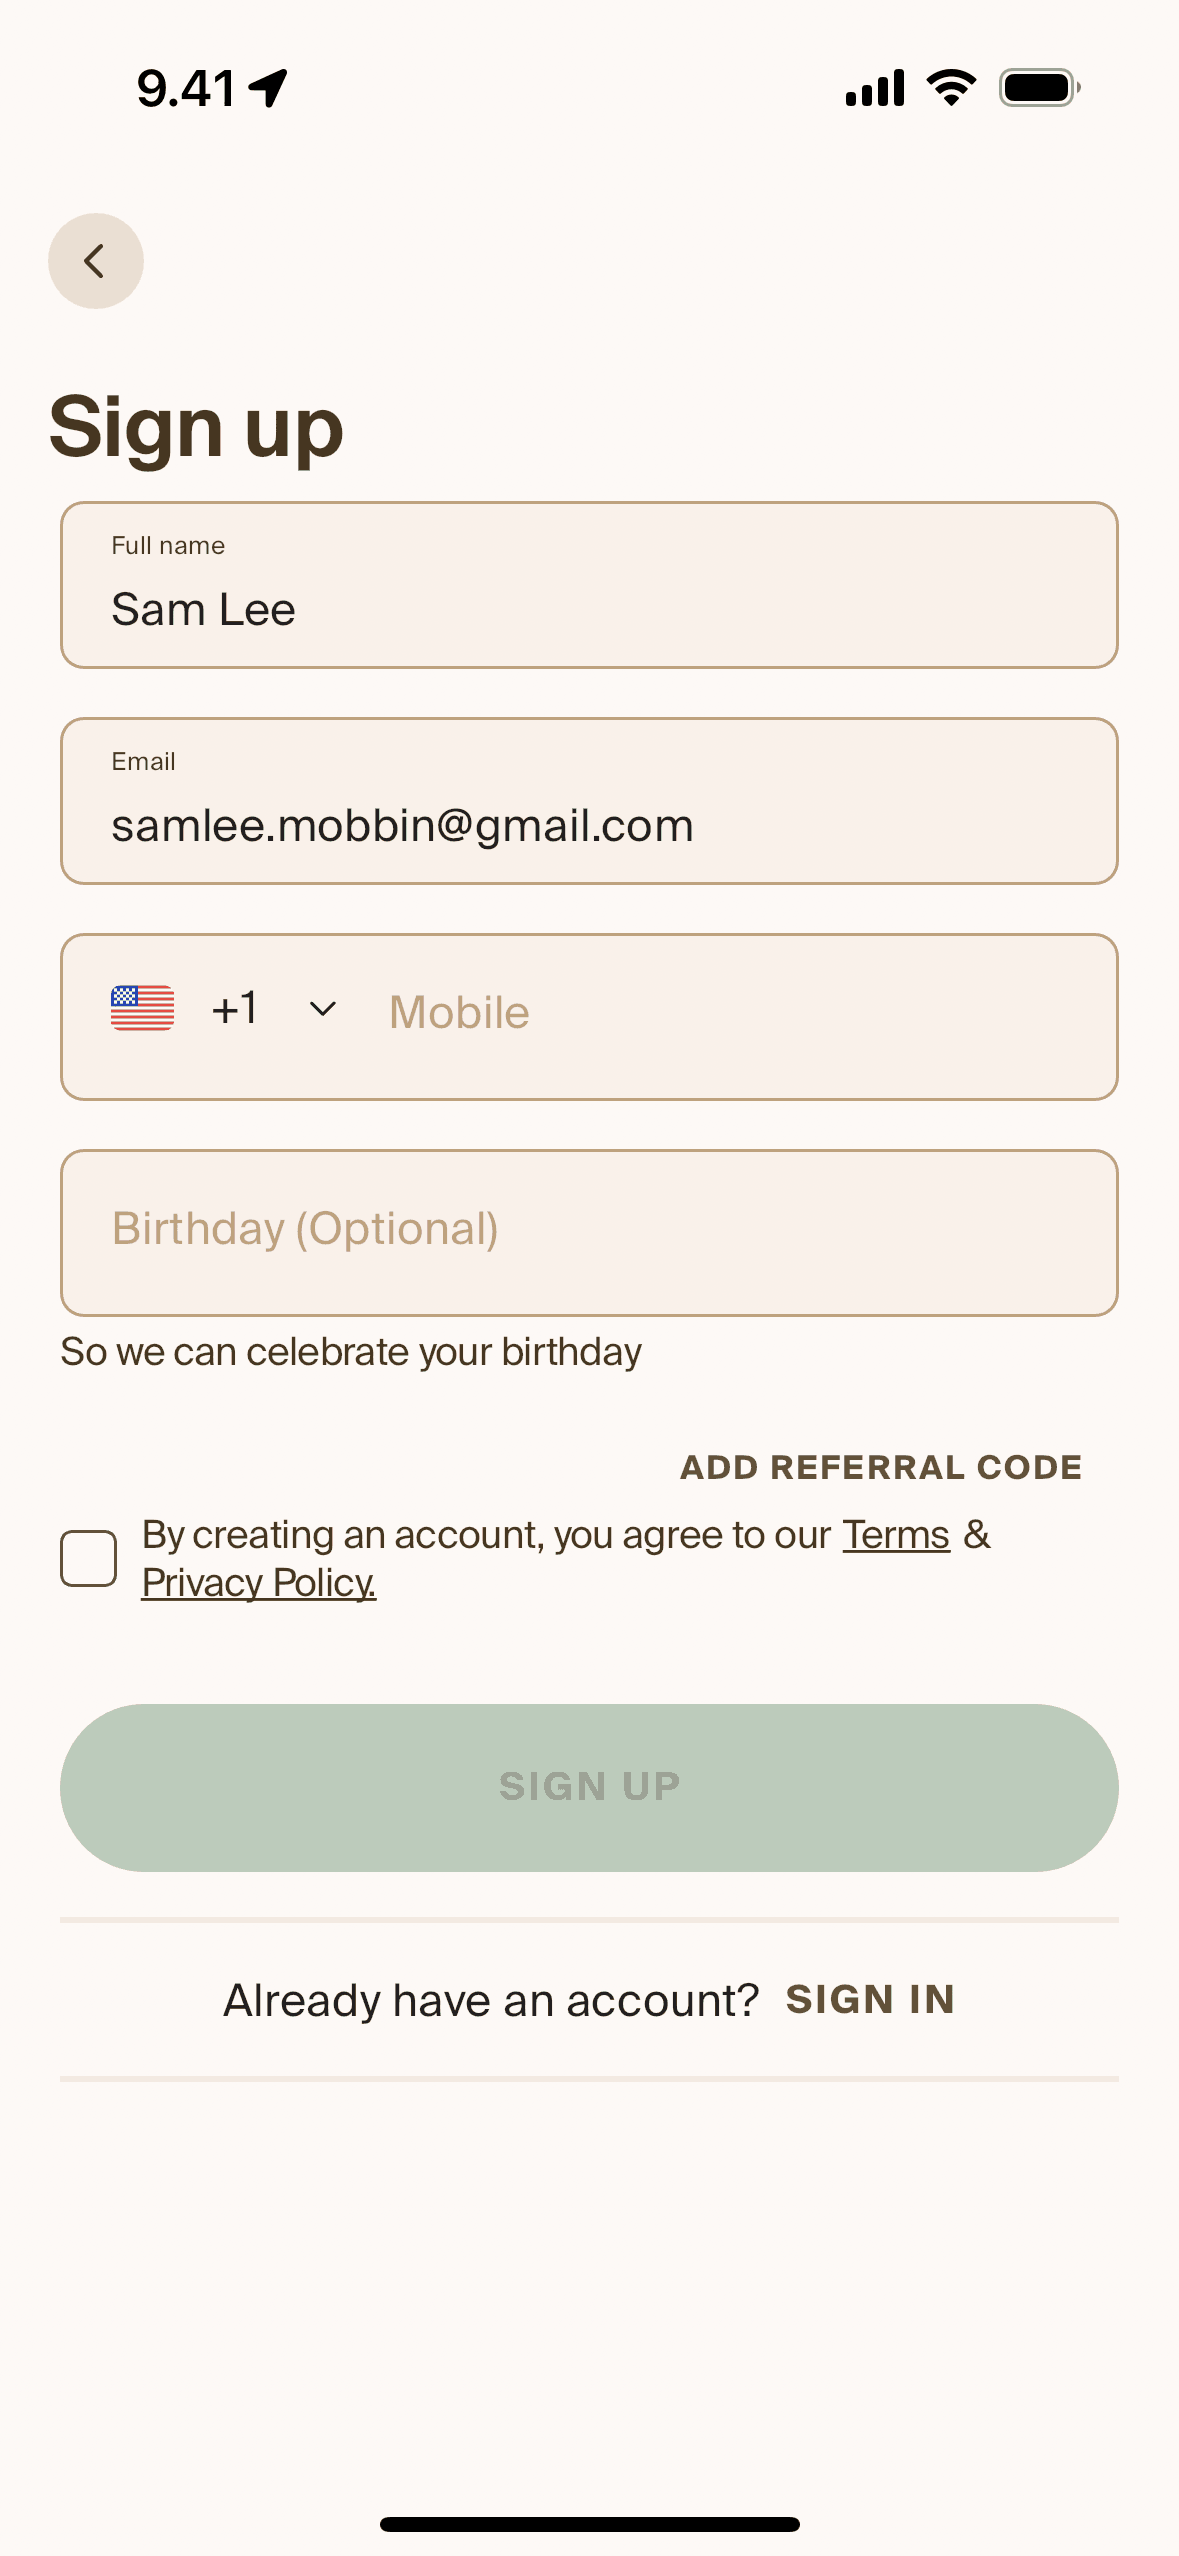 9.41
Sign up
Full name
Sam Lee
Email
samlee.mobbin@gmail.com
+1 Mobile
Birthday (Optional)
So we can celebrate your birthday
ADD REFERRAL CODE
By creating an account, you agree to our Terms &
Privacy Policy.
SIGN UP
Already have an account? SIGN IN